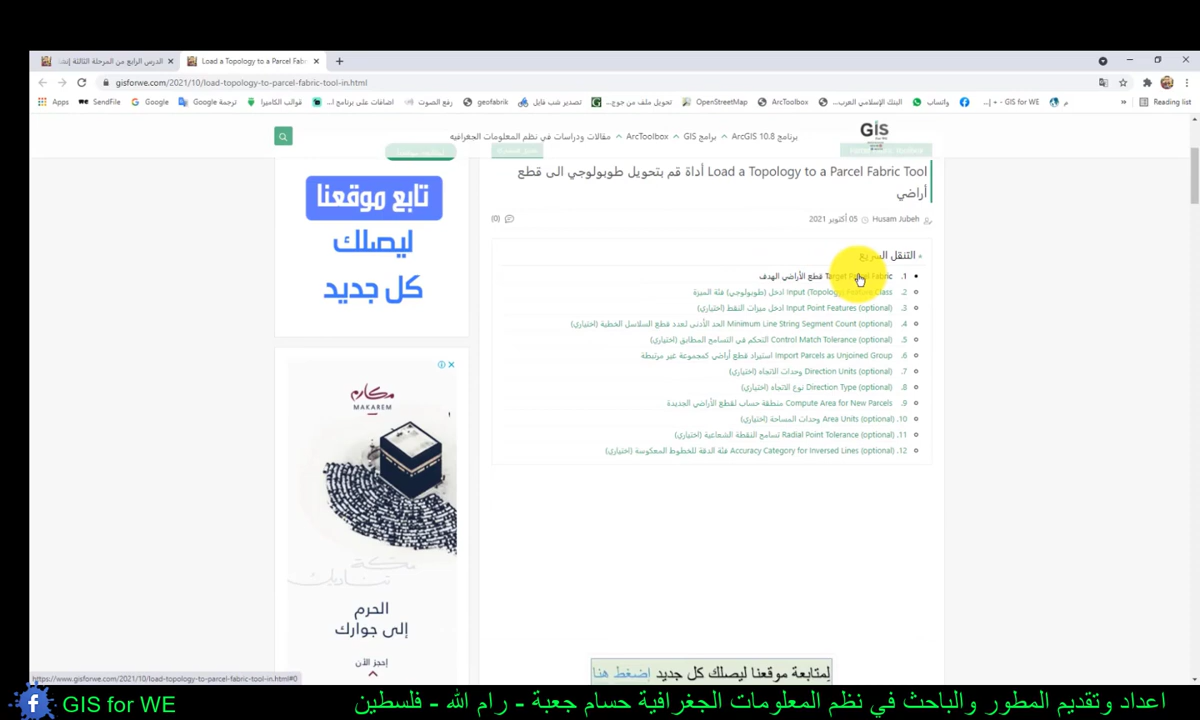 الدرس الرابع من المرحلة الثالثة إنشـ
Load a Topology to a Parcel Fab
gisforwe.com/2021/10/load-topology-to-parcel-fabric-tool-in.html
Apps
SendFile
Google
ترجمة Google
قوالب الكاميرا
اضافات على برنامج ا...
رفع الصوت
geofabrik
تصدير شب فايل
تحويل ملف من جوج...
OpenStreetMap
ArcToolbox
البنك الإسلامي العرب...
واتساب
GIS for WE - + |...
م
»
Reading list
GIS
برنامج ArcGIS 10.8
برامج GIS
ArcToolbox
مقالات ودراسات في نظم المعلومات الجغرافيه
تابع موقعنا
ليصلك
كل جديد
Load a Topology to a Parcel Fabric Tool أداة قم بتحويل طوبولوجي الى قطع
أراضي
Husam Jubeh
05 أكتوبر 2021
(0)
التنقل السريع
1. Target Parcel Fabric قطع الأراضي الهدف
2. Input (Topology) Feature Class ادخل (طوبولوجي) فئة الميزة
3. Input Point Features (optional) ادخل ميزات النقط (اختياري)
4. Minimum Line String Segment Count (optional) الحد الأدنى لعدد قطع السلاسل الخطية (اختياري)
5. Control Match Tolerance (optional) التحكم في التسامح المطابق (اختياري)
6. Import Parcels as Unjoined Group استيراد قطع أراضي كمجموعة غير مرتبطة
7. Direction Units (optional) وحدات الاتجاه (اختياري)
8. Direction Type (optional) نوع الاتجاه (اختياري)
9. Compute Area for New Parcels منطقة حساب لقطع الأراضي الجديدة
10. Area Units (optional) وحدات المساحة (اختياري)
11. Radial Point Tolerance (optional) تسامح النقطة الشعاعية (اختياري)
12. Accuracy Category for Inversed Lines (optional) فئة الدقة للخطوط المعكوسة (اختياري)
مكارم
MAKAREM
الحرم
إلى جوارك
إحجز الآن
لمتابعة موقعنا ليصلك كل جديد اضغط هنا
https://www.gisforwe.com/2021/10/load-topology-to-parcel-fabric-tool-in.html#0
GIS for WE
اعداد وتقديم المطور والباحث في نظم المعلومات الجغرافية حسام جعبة - رام الله - فلسطين